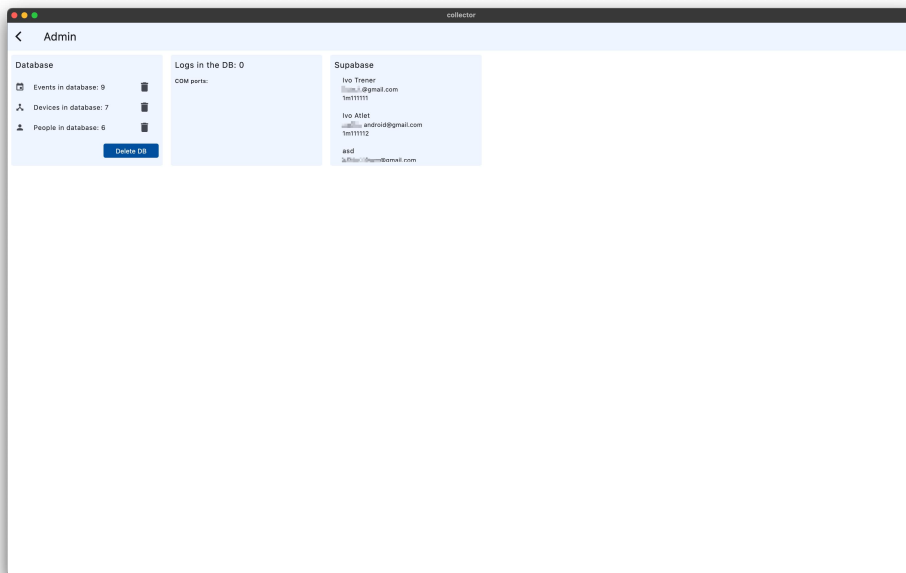 collector
Admin
Database
Events in database: 9
Devices in database: 7
People in database: 6
Delete DB
Logs in the DB: 0
COM ports:
Supabase
Ivo Trener
@gmail.com
1m111111
Ivo Atlet
android@gmail.com
1m111112
asd
@gmail.com